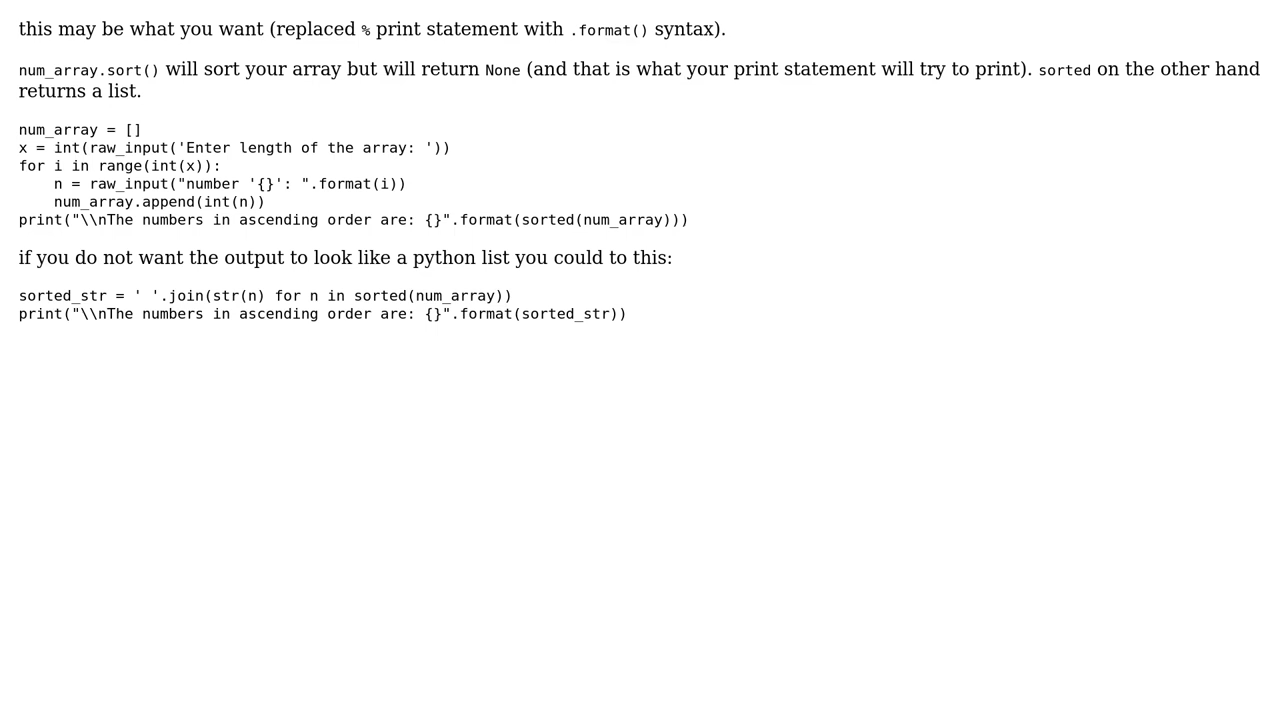 this may be what you want (replaced % print statement with .format() syntax).
num_array.sort() will sort your array but will return None (and that is what your print statement will try to print). sorted on the other hand
returns a list.
num_array = []
x = int(raw_input('Enter length of the array: '))
for i in range(int(x)):
    n = raw_input("number '{}': ".format(i))
    num_array.append(int(n))
print("\\nThe numbers in ascending order are: {}".format(sorted(num_array)))
if you do not want the output to look like a python list you could to this:
sorted_str = ' '.join(str(n) for n in sorted(num_array))
print("\\nThe numbers in ascending order are: {}".format(sorted_str))